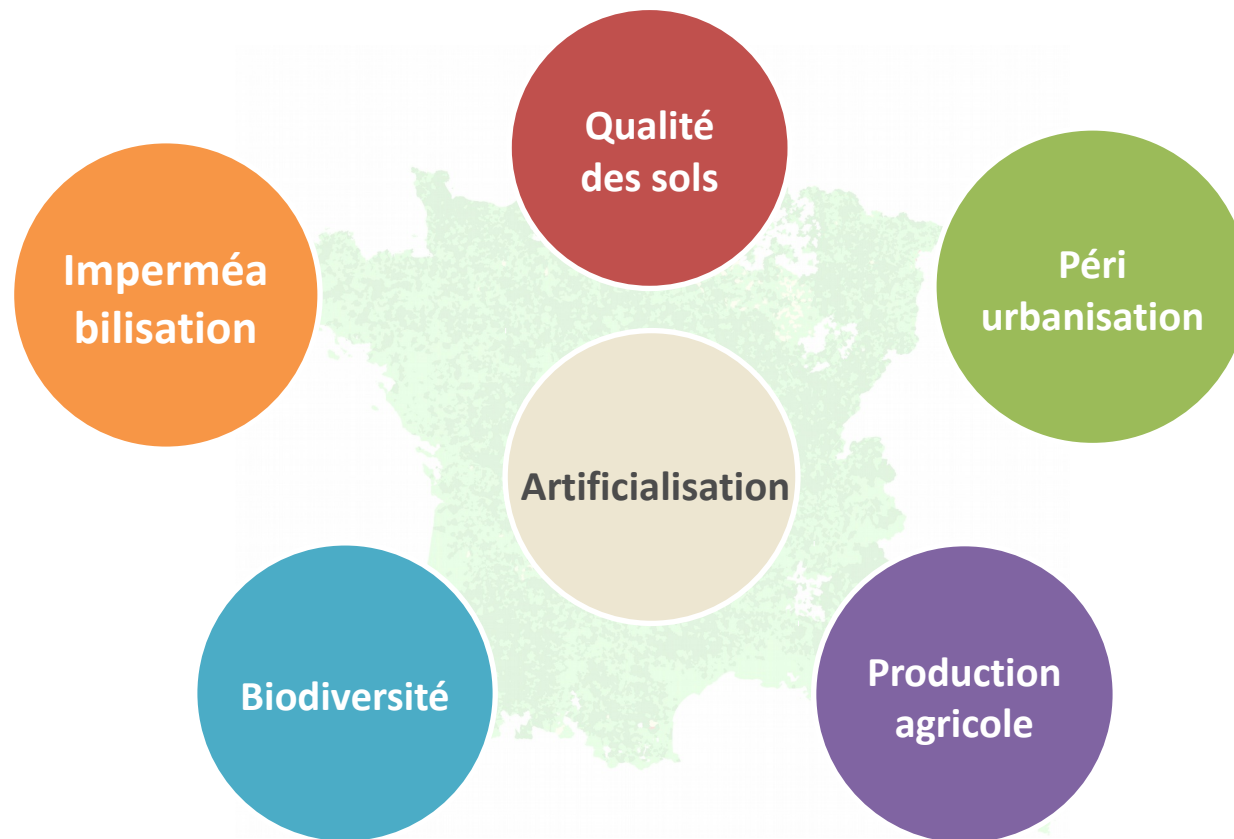 Qualité
des sols
Imperméa
bilisation
Péri
urbanisation
Artificialisation
Biodiversité
Production
agricole